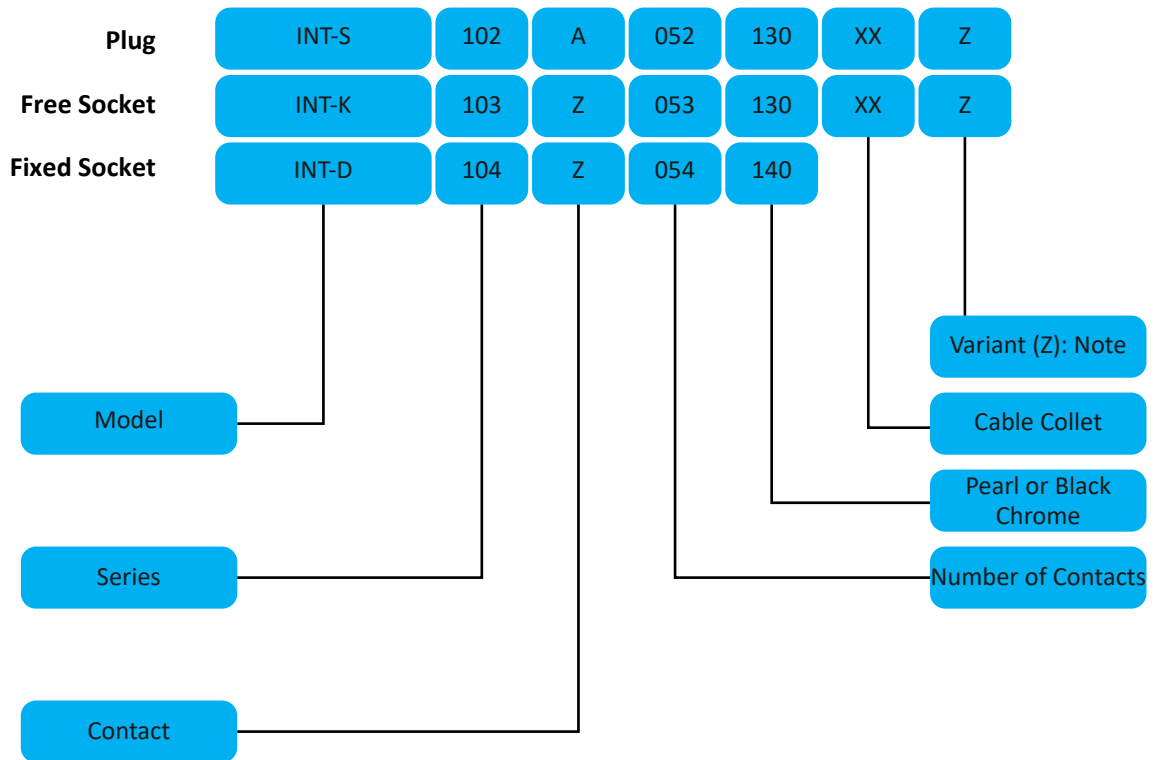 Plug INT-S 102 A 052 130 XX Z
Free Socket INT-K 103 Z 053 130 XX Z
Fixed Socket INT-D 104 Z 054 140
Variant (Z): Note
Model
Cable Collet
Pearl or Black
Chrome
Series
Number of Contacts
Contact